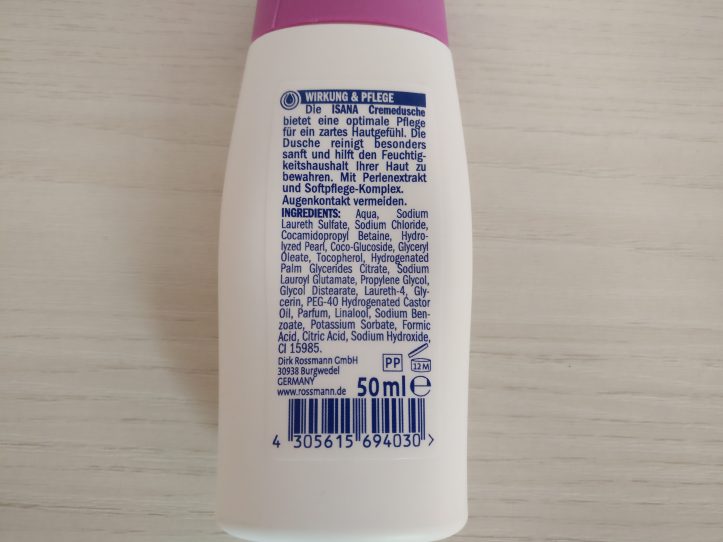 WIRKUNG & PFLEGE
Die ISANA Cremedusche
bietet eine optimale Pflege
für ein zartes Hautgefühl. Die
Dusche reinigt besonders
sanft und hilft den Feuchtig-
keitshaushalt Ihrer Haut zu
bewahren. Mit Perlenextrakt
und Softpflege-Komplex.
Augenkontakt vermeiden.
INGREDIENTS: Aqua, Sodium
Laureth Sulfate, Sodium Chloride,
Cocamidopropyl Betaine, Hydro-
lyzed Pearl, Coco-Glucoside, Glyceryl
Oleate, Tocopherol, Hydrogenated
Palm Glycerides Citrate, Sodium
Lauroyl Glutamate, Propylene Glycol,
Glycol Distearate, Laureth-4, Gly-
cerin, PEG-40 Hydrogenated Castor
Oil, Parfum, Linalool, Sodium Ben-
zoate, Potassium Sorbate, Formic
Acid, Citric Acid, Sodium Hydroxide,
CI 15985.
Dirk Rossmann GmbH
30938 Burgwedel
GERMANY
www.rossmann.de
PP
12M
50ml℮
4 305615 694030 >